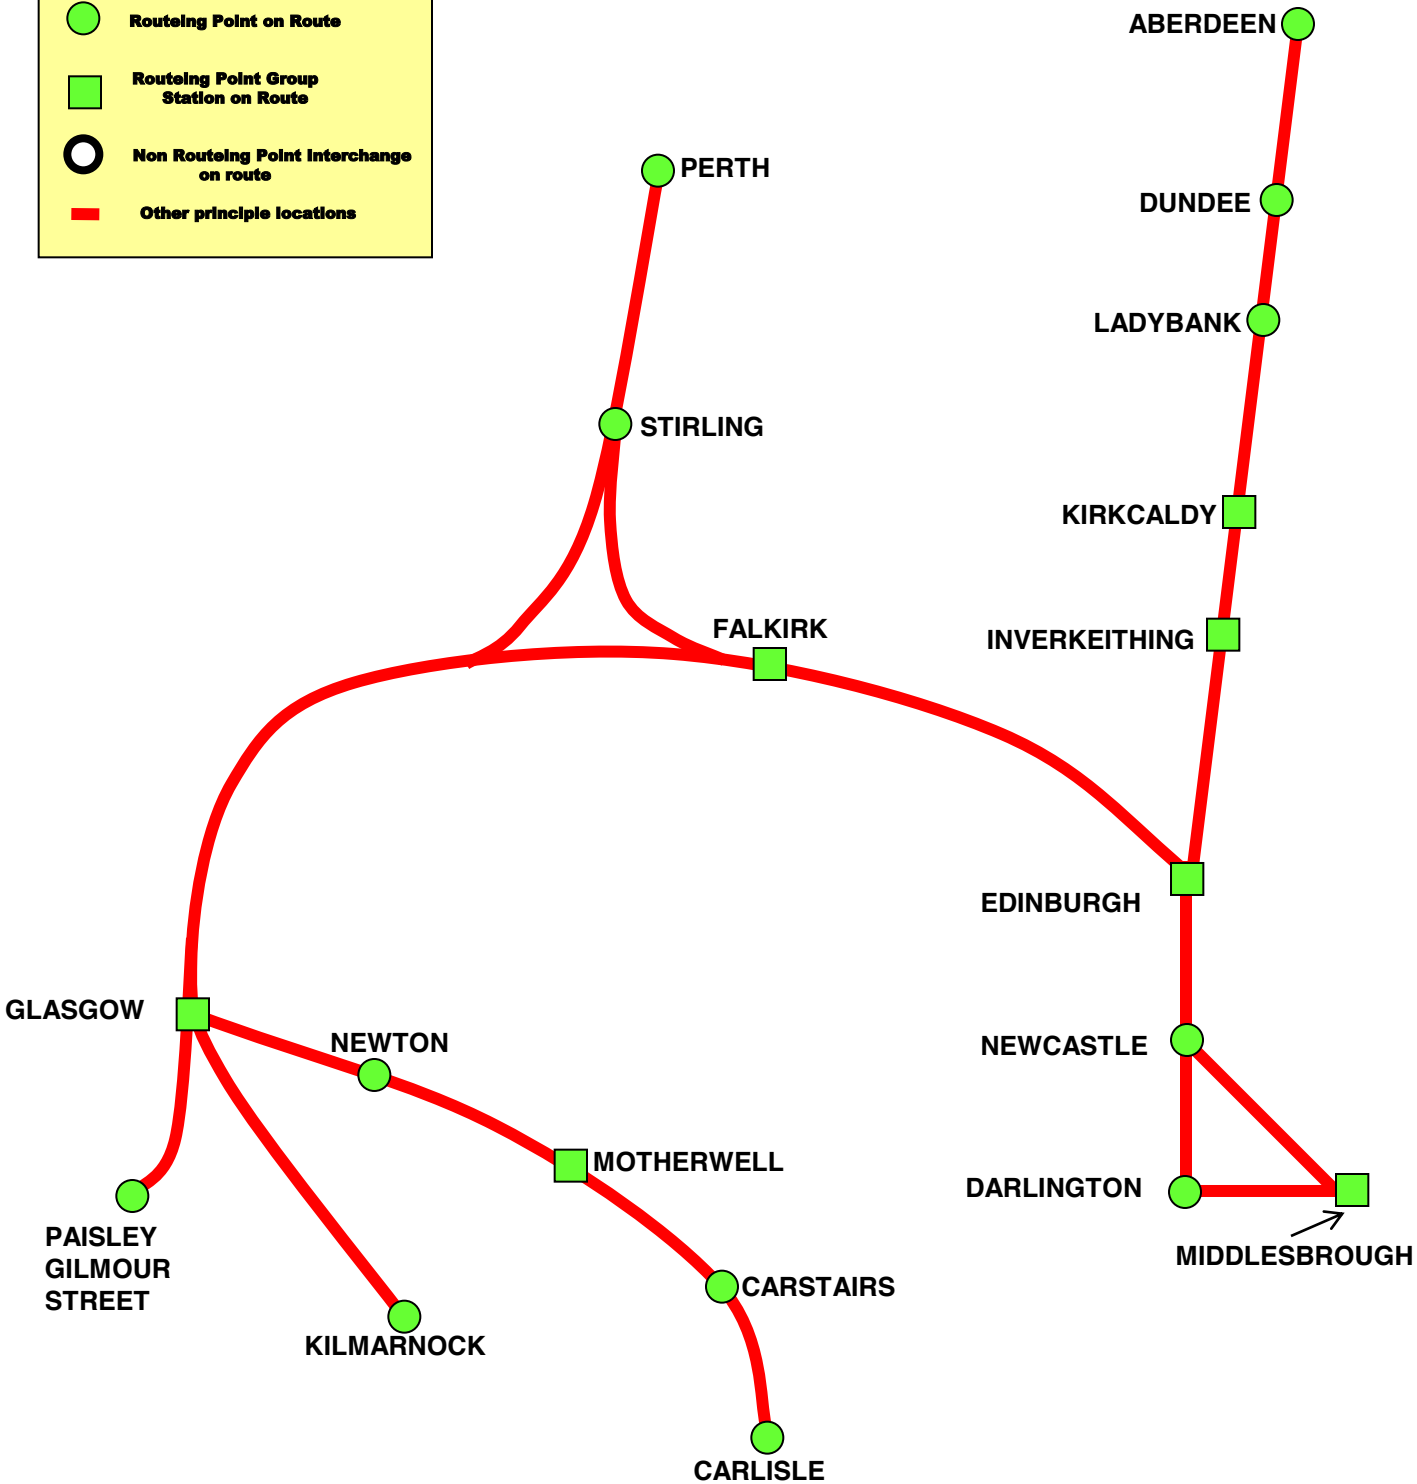 Routeing Point on Route
Routeing Point Group
Station on Route
Non Routeing Point Interchange
on route
Other principle locations
ABERDEEN
PERTH
DUNDEE
LADYBANK
STIRLING
KIRKCALDY
FALKIRK
INVERKEITHING
EDINBURGH
GLASGOW
NEWTON
NEWCASTLE
MOTHERWELL
DARLINGTON
PAISLEY
GILMOUR
STREET
MIDDLESBROUGH
CARSTAIRS
KILMARNOCK
CARLISLE